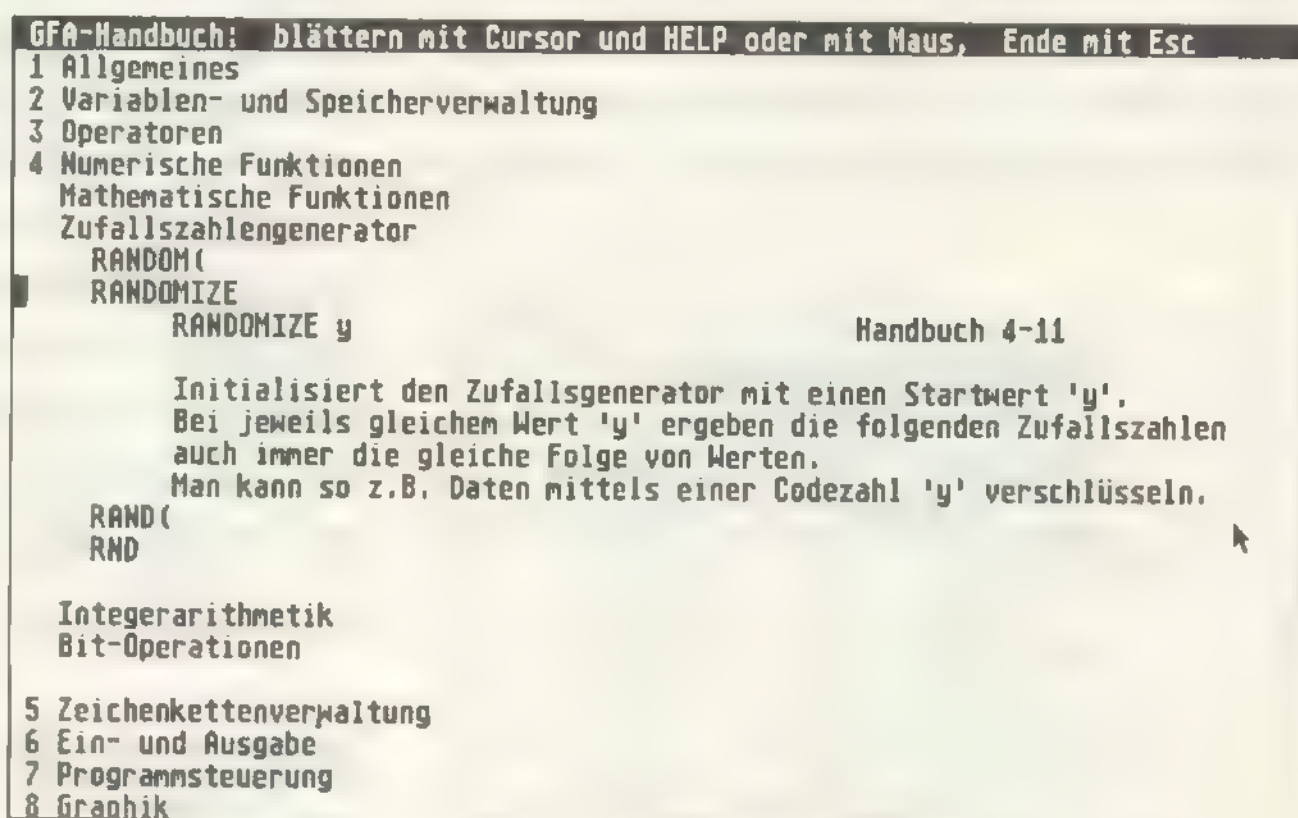 GFA-Handbuch: blättern mit Cursor und HELP oder mit Maus, Ende mit Esc
1 Allgemeines
2 Variablen- und Speicherverwaltung
3 Operatoren
4 Numerische Funktionen
Mathematische Funktionen
Zufallszahlengenerator
RANDOM(
RANDOMIZE
RANDOMIZE y Handbuch 4-11
Initialisiert den Zufallsgenerator mit einen Startwert 'y'.
Bei jeweils gleichem Wert 'y' ergeben die folgenden Zufallszahlen
auch immer die gleiche Folge von Werten.
Man kann so z.B. Daten mittels einer Codezahl 'y' verschlüsseln.
RAND(
RND
Integerarithmetik
Bit-Operationen
5 Zeichenkettenverwaltung
6 Ein- und Ausgabe
7 Programmsteuerung
8 Graphik